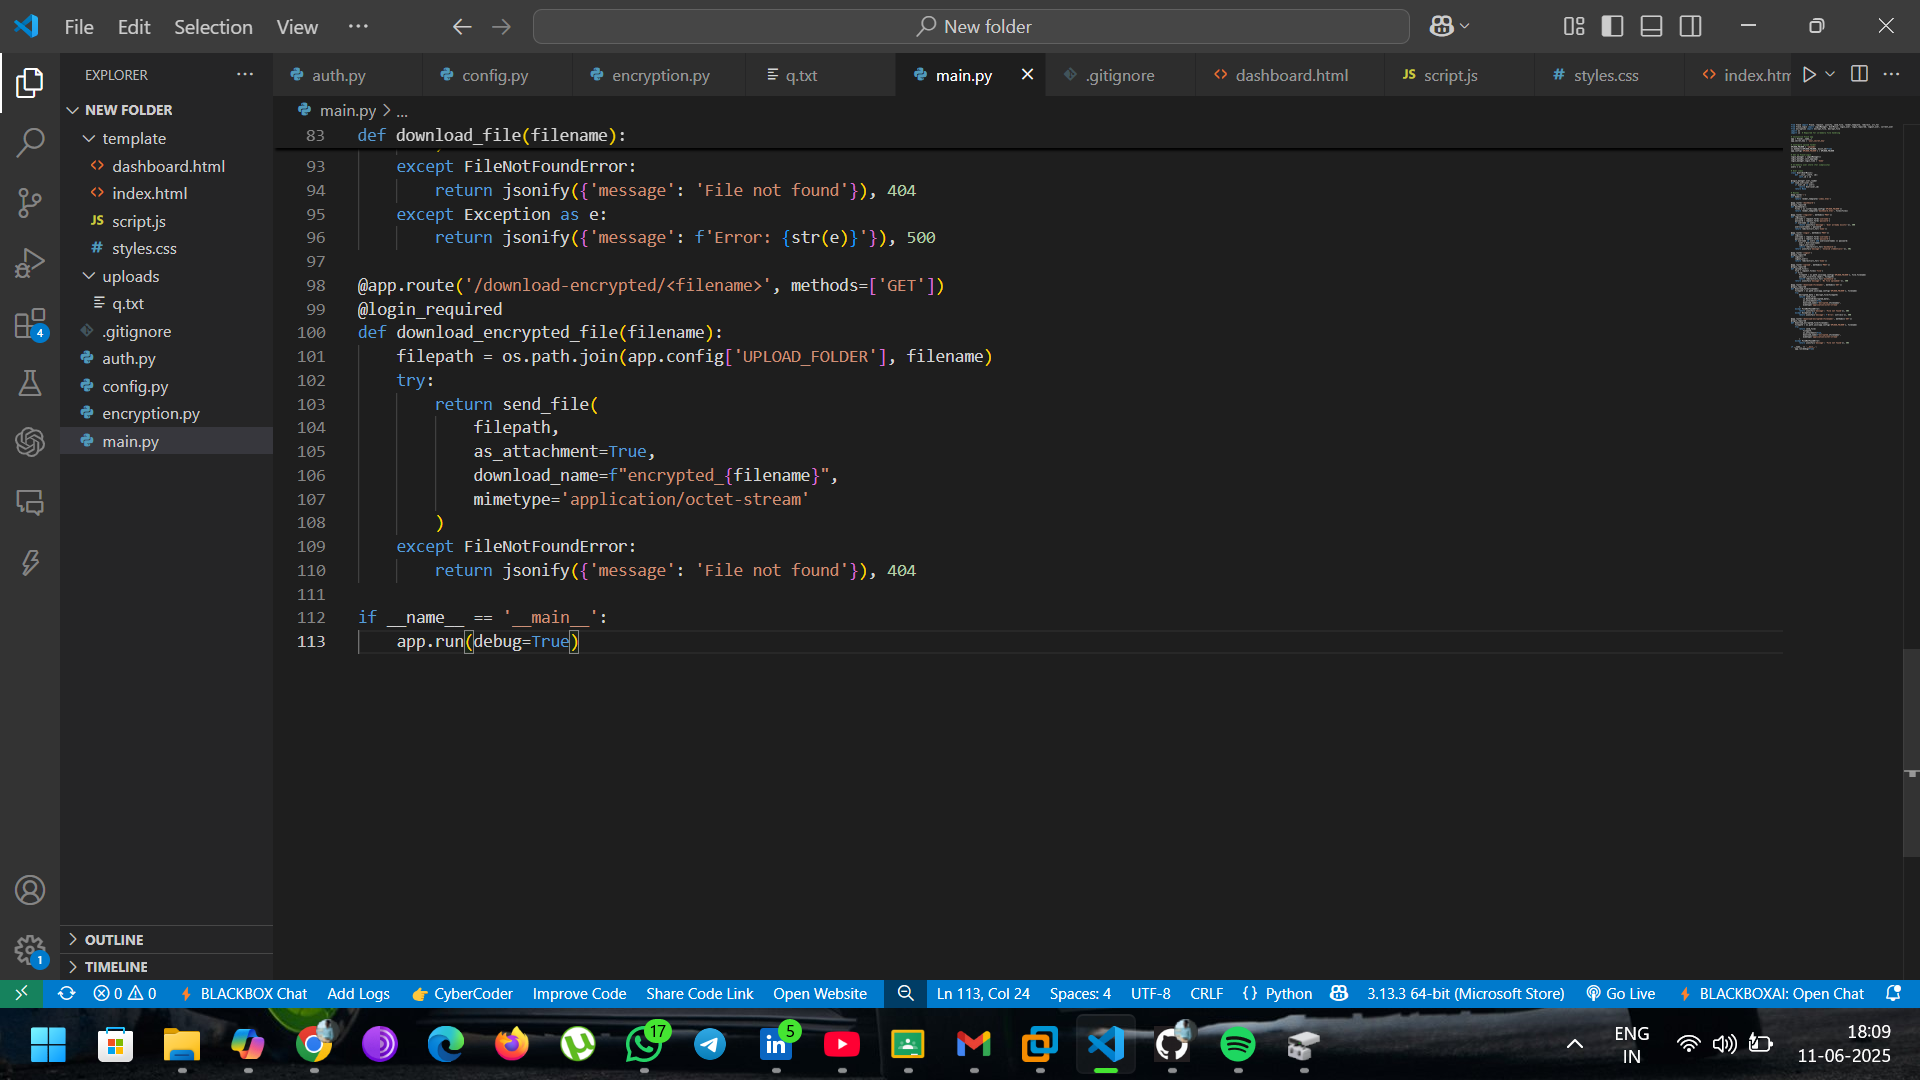 File Edit Selection View ··· New folder
EXPLORER ···
NEW FOLDER
template
dashboard.html
index.html
JS script.js
# styles.css
uploads
q.txt
.gitignore
auth.py
config.py
encryption.py
main.py
OUTLINE
TIMELINE
4
1
auth.py config.py encryption.py q.txt main.py .gitignore dashboard.html JS script.js # styles.css index.htm
main.py > ...
83 def download_file(filename):
93 except FileNotFoundError:
94 return jsonify({'message': 'File not found'}), 404
95 except Exception as e:
96 return jsonify({'message': f'Error: {str(e)}'}), 500
97
98 @app.route('/download-encrypted/<filename>', methods=['GET'])
99 @login_required
100 def download_encrypted_file(filename):
101 filepath = os.path.join(app.config['UPLOAD_FOLDER'], filename)
102 try:
103 return send_file(
104 filepath,
105 as_attachment=True,
106 download_name=f"encrypted_{filename}",
107 mimetype='application/octet-stream'
108 )
109 except FileNotFoundError:
110 return jsonify({'message': 'File not found'}), 404
111
112 if __name__ == '__main__':
113 app.run(debug=True)
0 0 BLACKBOX Chat Add Logs CyberCoder Improve Code Share Code Link Open Website Ln 113, Col 24 Spaces: 4 UTF-8 CRLF {} Python 3.13.3 64-bit (Microsoft Store) Go Live BLACKBOXAI: Open Chat
17 5 in ENG 18:09
IN 11-06-2025